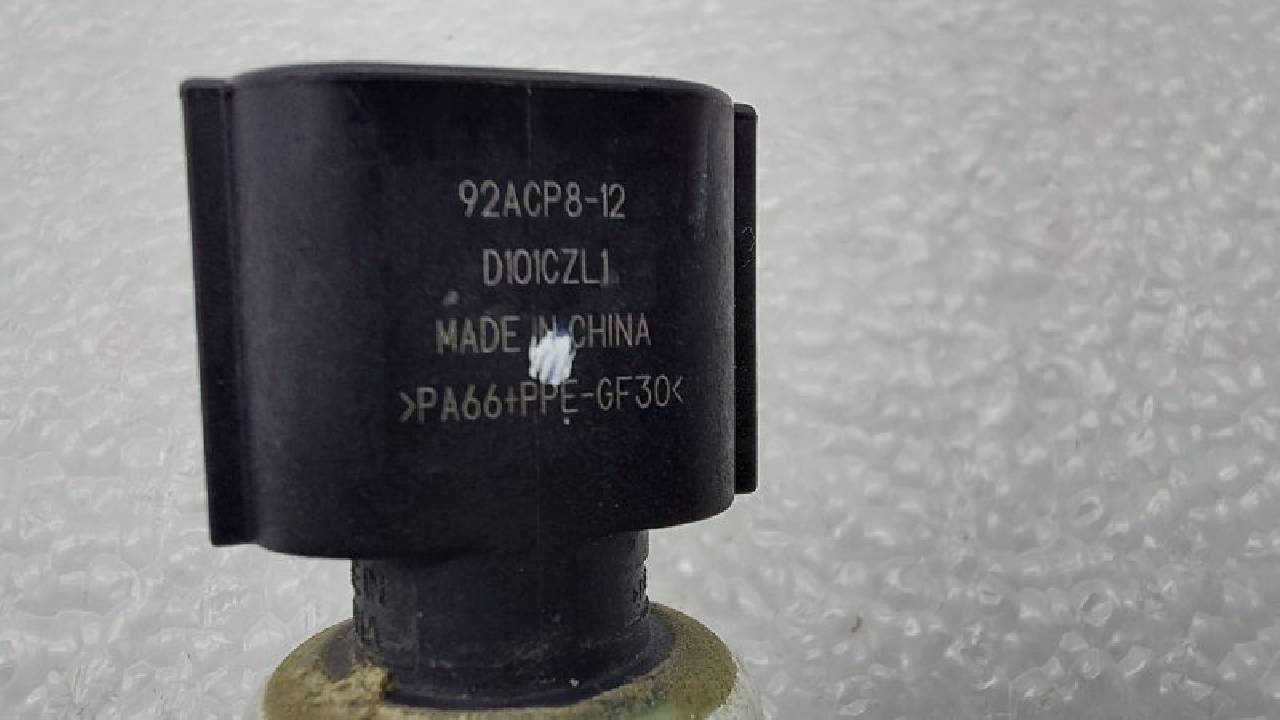 92ACP8-12
D101CZL1
MADE IN CHINA
>PA66+PPE-GF30<